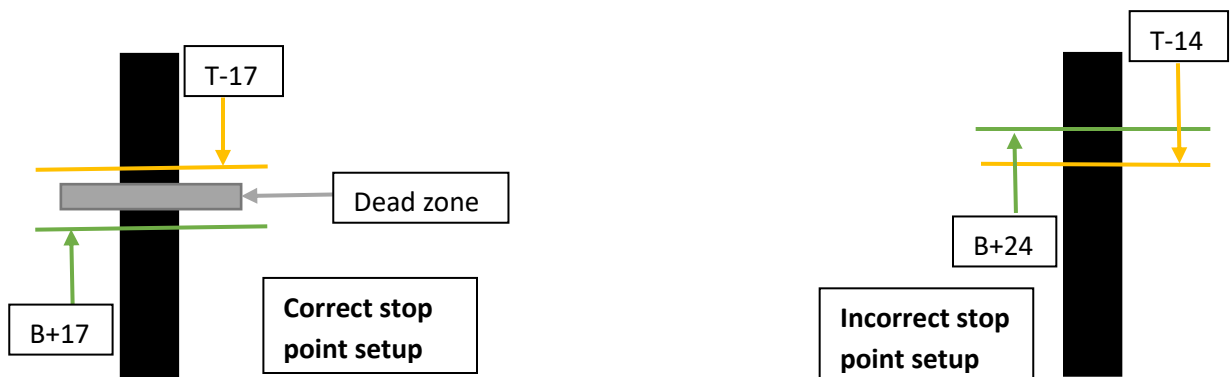 T-17
Dead zone
B+17
Correct stop
point setup
T-14
B+24
Incorrect stop
point setup